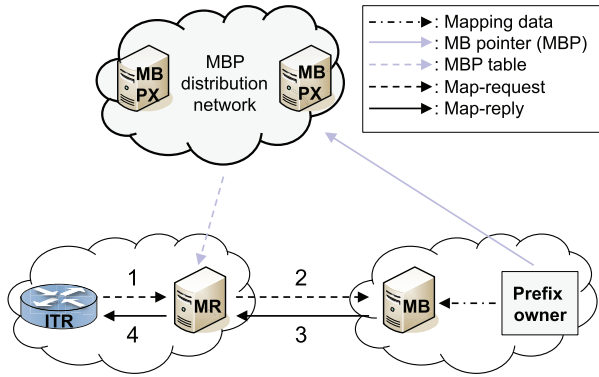 MBP
distribution
network
MB
PX
MB
PX
: Mapping data
: MB pointer (MBP)
: MBP table
: Map-request
: Map-reply
1
2
ITR
MR
MB
Prefix
owner
4
3